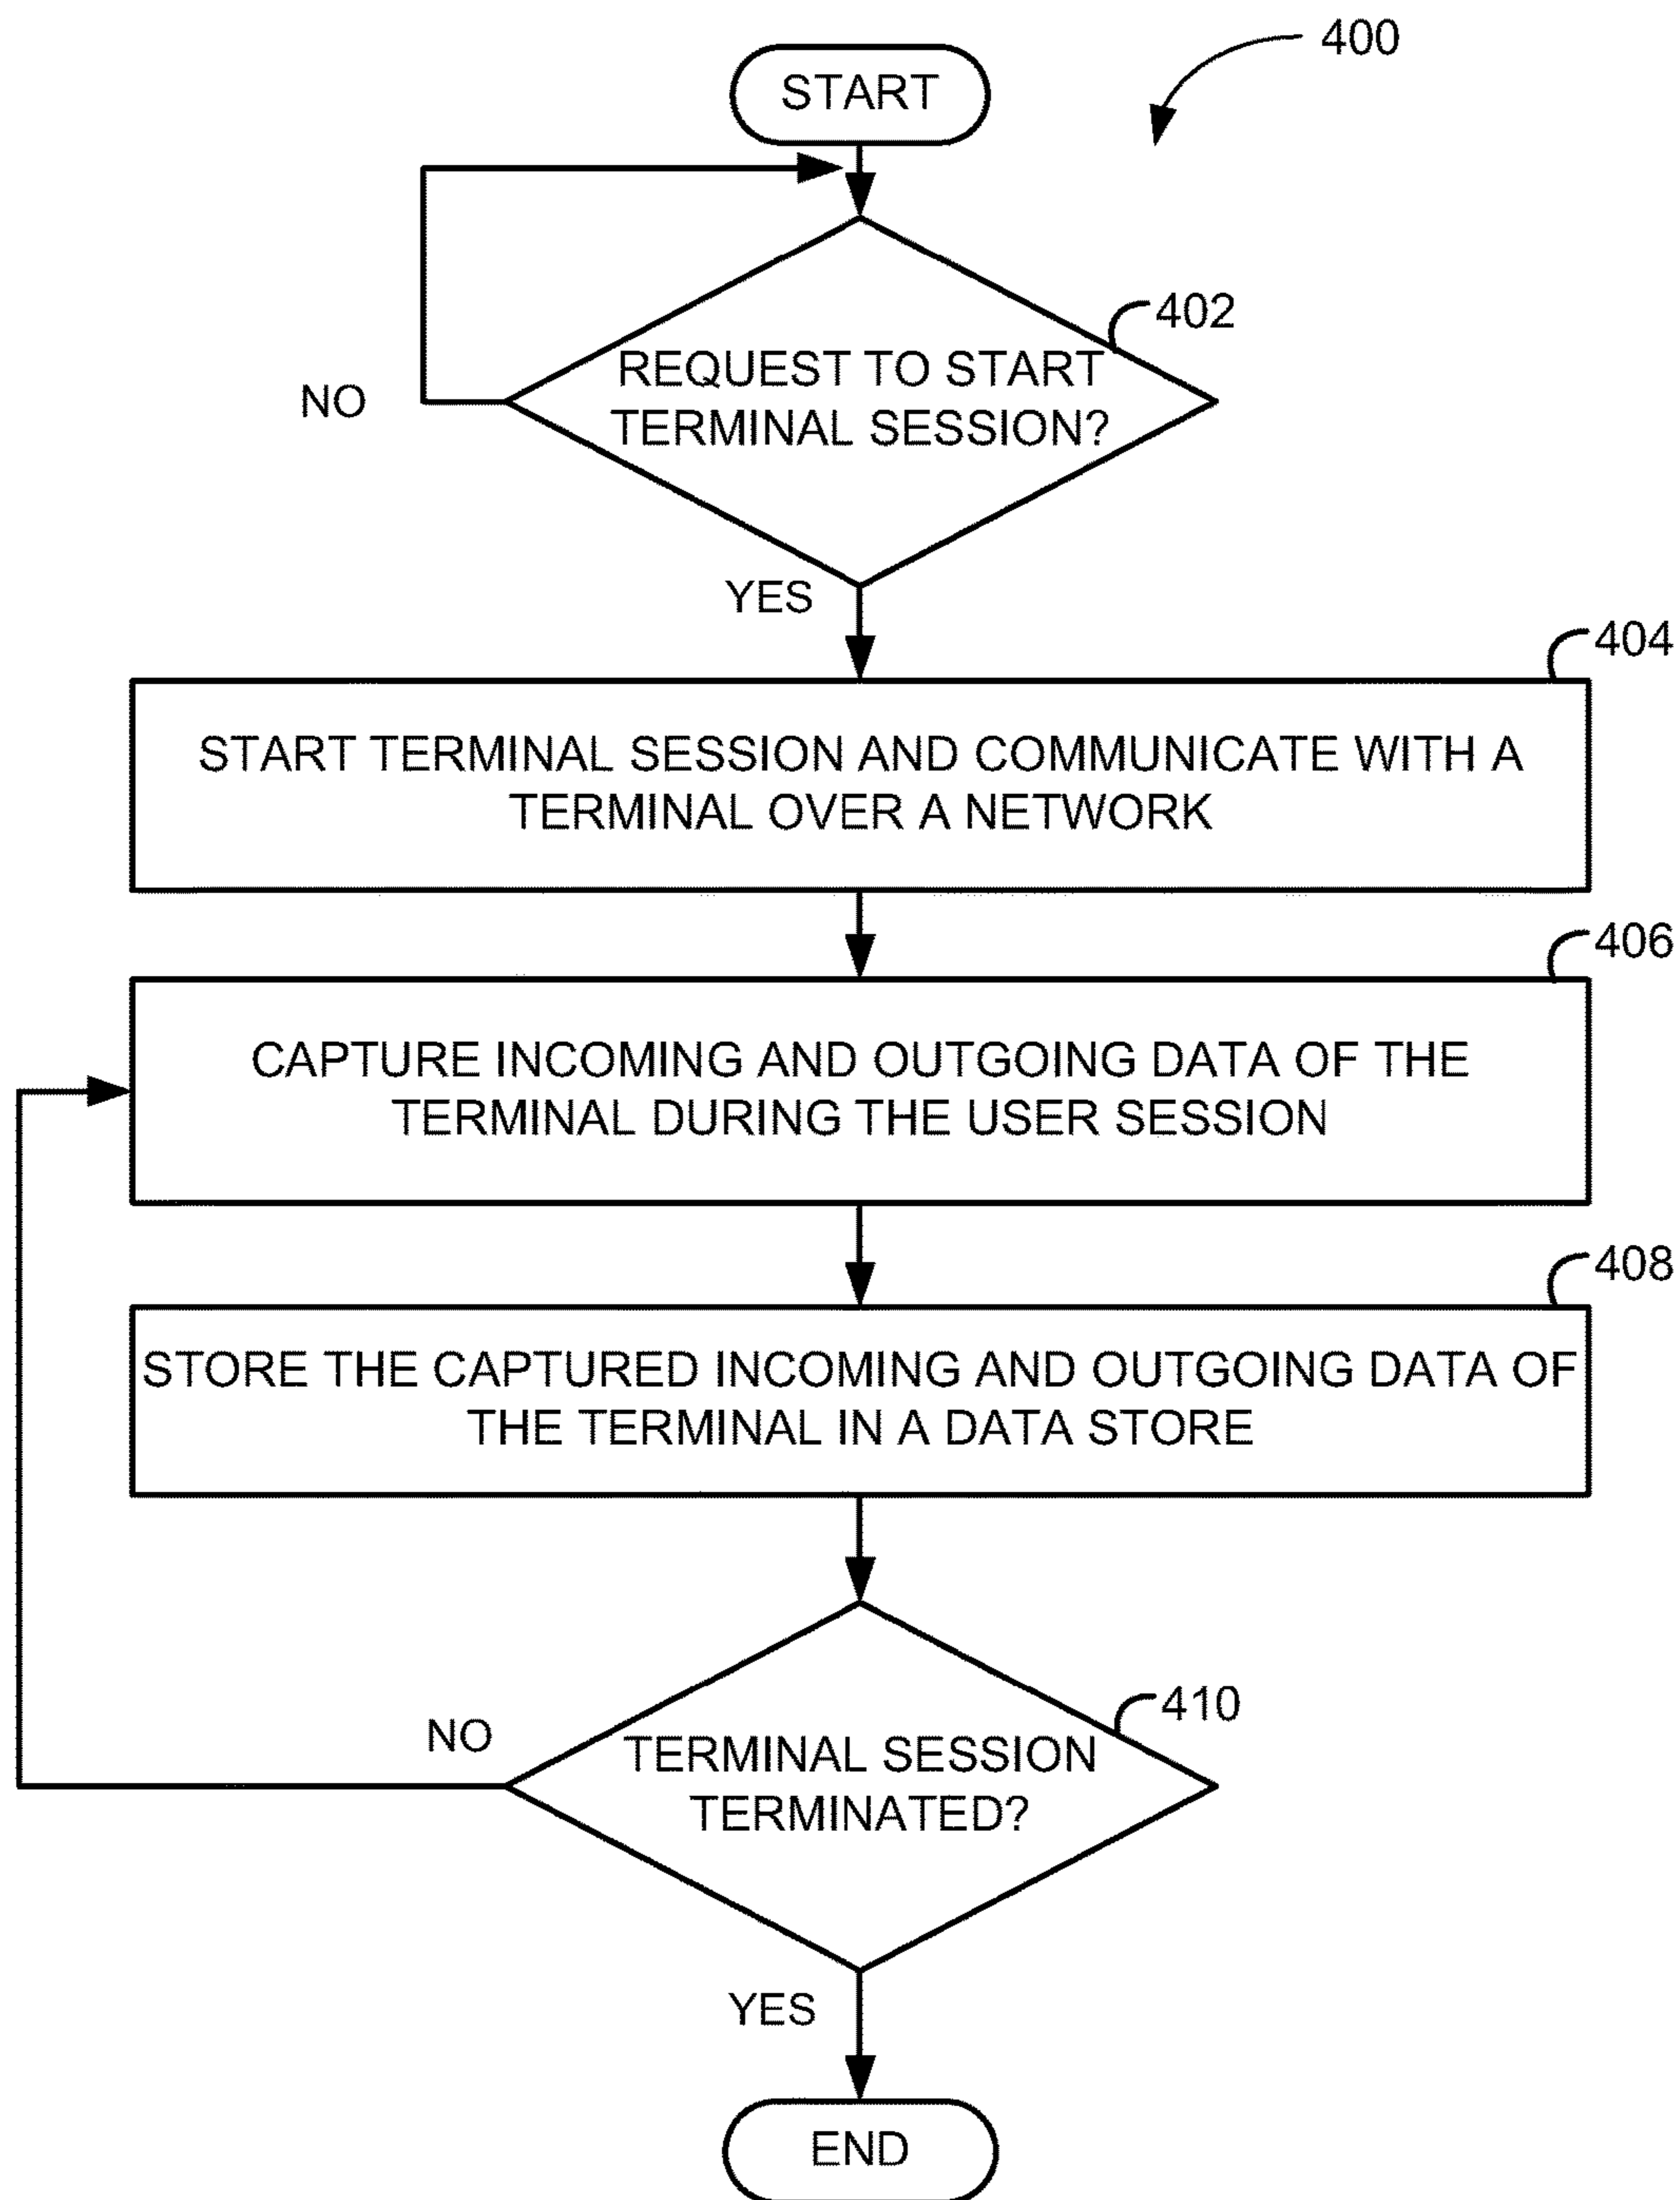 400
START
402
REQUEST TO START
TERMINAL SESSION?
NO
YES
404
START TERMINAL SESSION AND COMMUNICATE WITH A
TERMINAL OVER A NETWORK
406
CAPTURE INCOMING AND OUTGOING DATA OF THE
TERMINAL DURING THE USER SESSION
408
STORE THE CAPTURED INCOMING AND OUTGOING DATA OF
THE TERMINAL IN A DATA STORE
410
NO
TERMINAL SESSION
TERMINATED?
YES
END